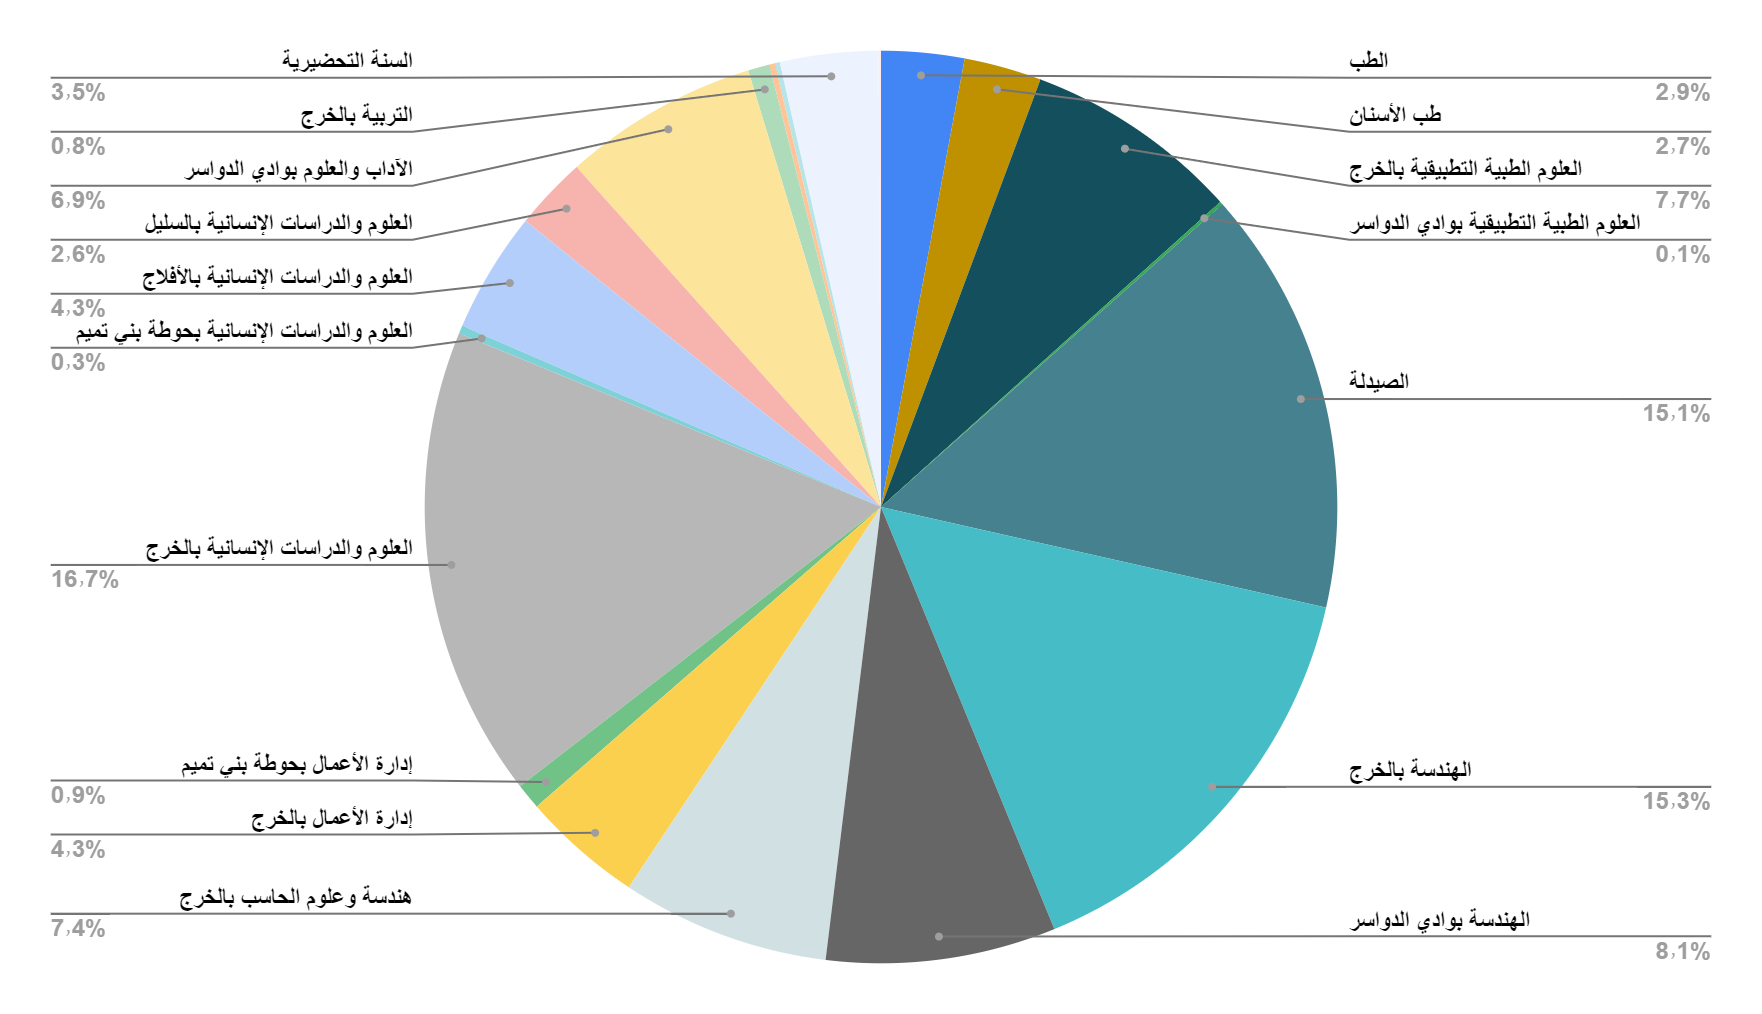 السنة التحضيرية
3,5%
التربية بالخرج
0,8%
الآداب والعلوم بوادي الدواسر
6,9%
العلوم والدراسات الإنسانية بالسليل
2,6%
العلوم والدراسات الإنسانية بالأفلاج
4,3%
العلوم والدراسات الإنسانية بحوطة بني تميم
0,3%
العلوم والدراسات الإنسانية بالخرج
16,7%
إدارة الأعمال بحوطة بني تميم
0,9%
إدارة الأعمال بالخرج
4,3%
هندسة وعلوم الحاسب بالخرج
7,4%
الطب
2,9%
طب الأسنان
2,7%
العلوم الطبية التطبيقية بالخرج
7,7%
العلوم الطبية التطبيقية بوادي الدواسر
0,1%
الصيدلة
15,1%
الهندسة بالخرج
15,3%
الهندسة بوادي الدواسر
8,1%